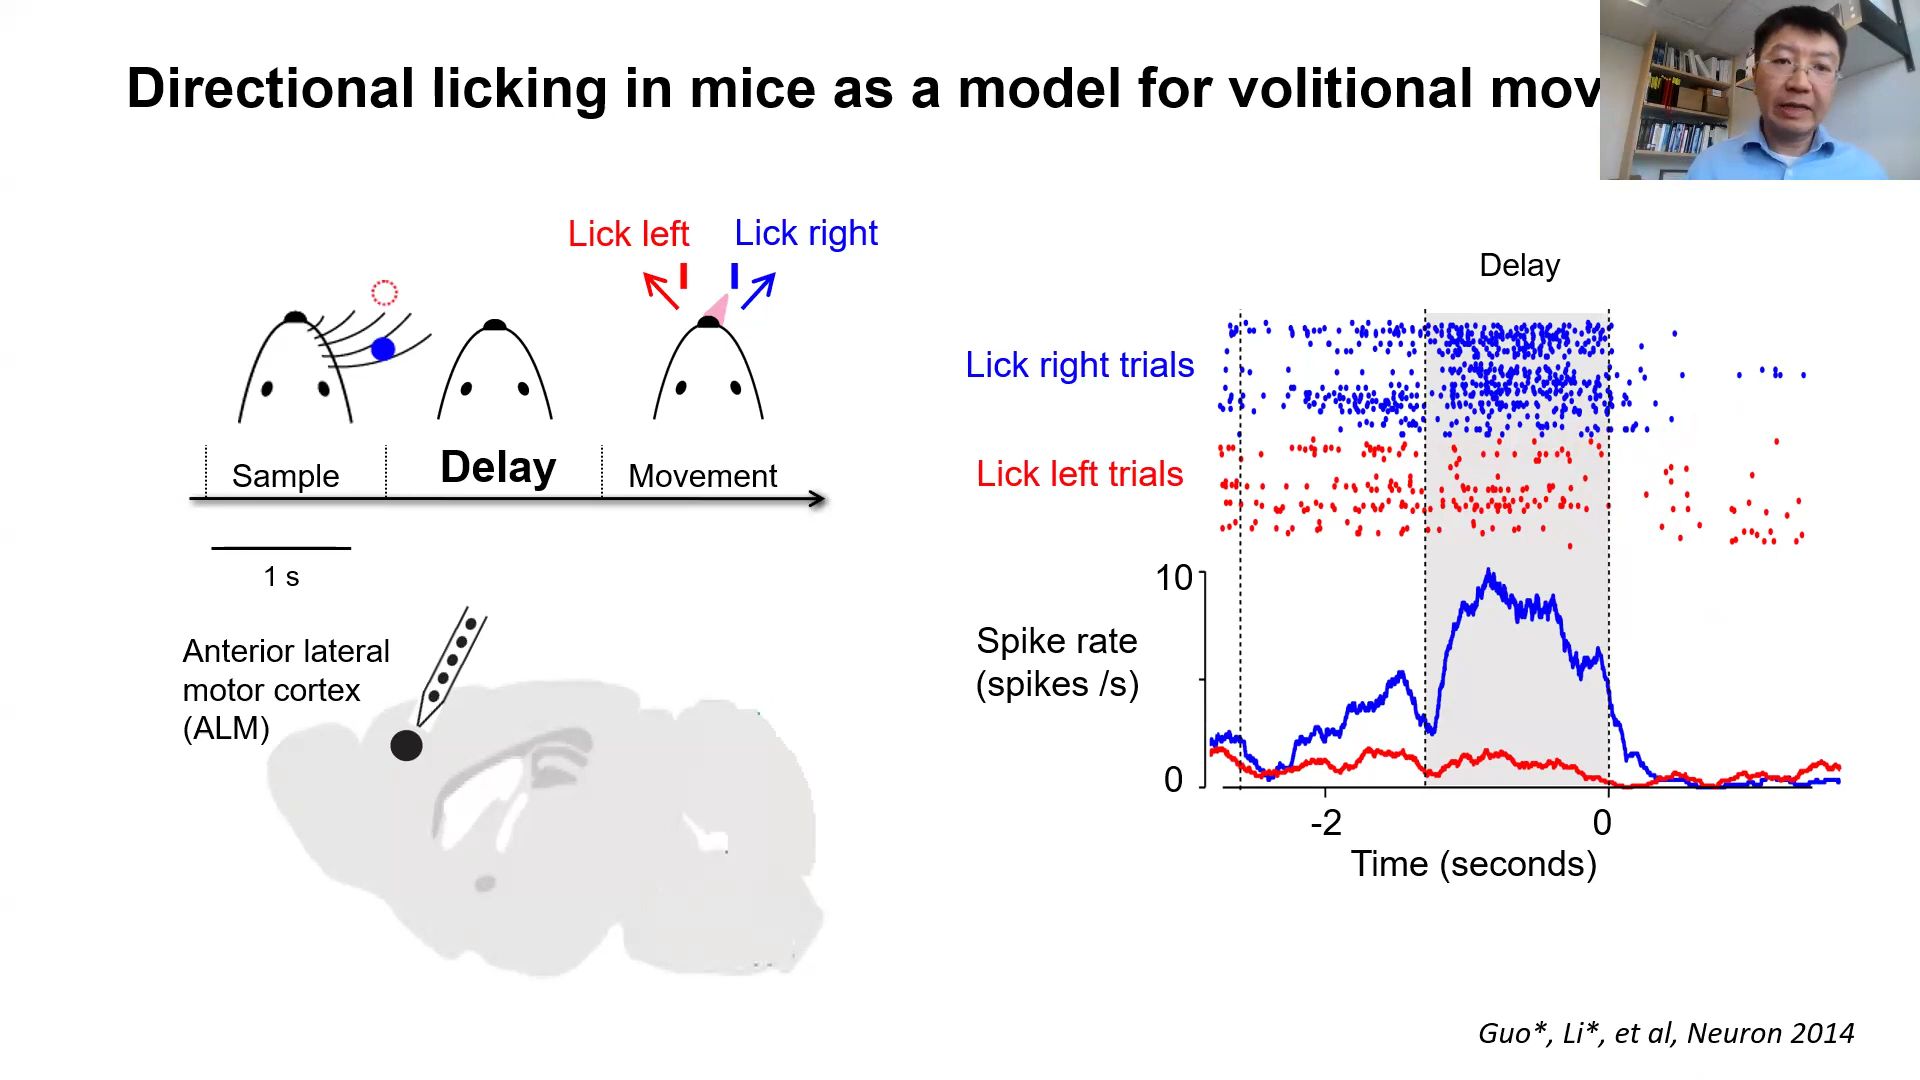 Directional licking in mice as a model for volitional mov
Lick left
Lick right
Sample
Delay
Movement
1 s
Anterior lateral
motor cortex
(ALM)
Delay
Lick right trials
Lick left trials
10
Spike rate
(spikes /s)
0
-2
0
Time (seconds)
Guo*, Li*, et al, Neuron 2014